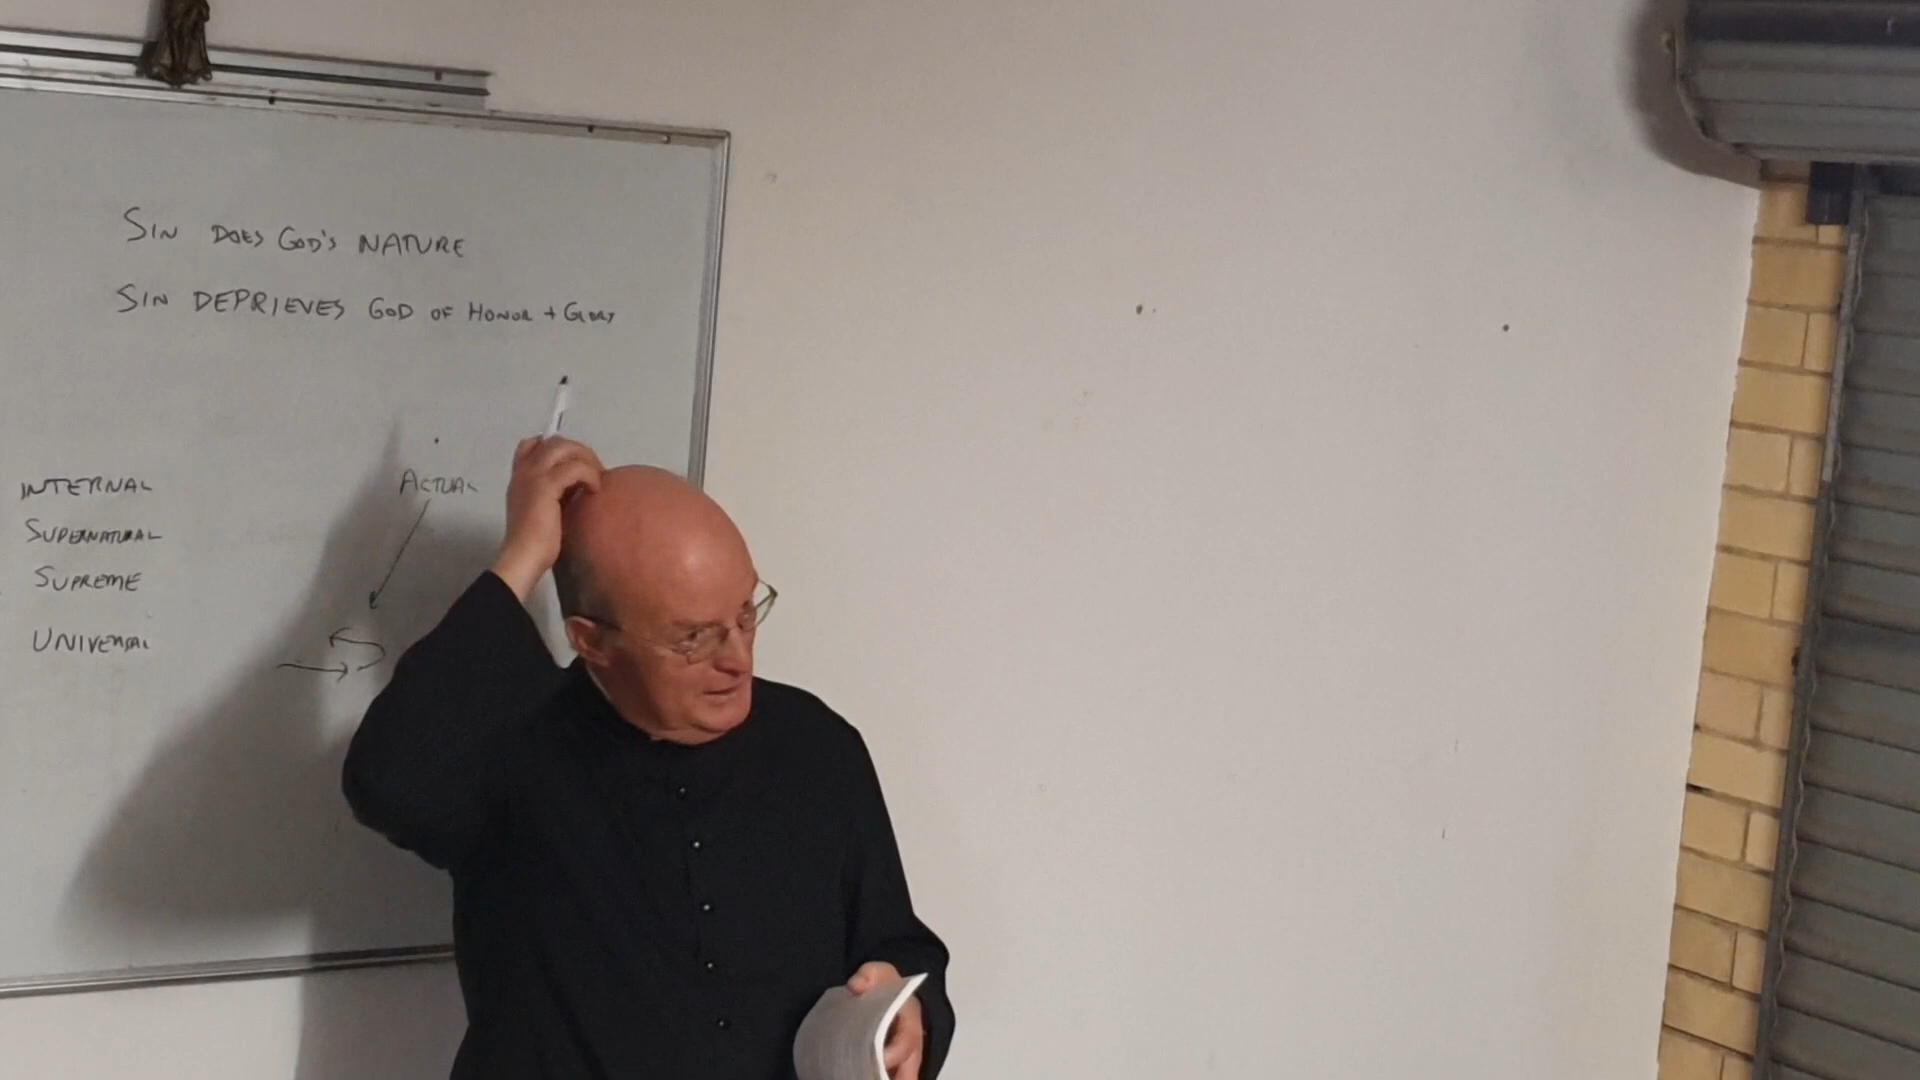 SIN DOES GOD'S NATURE
SIN DEPRIEVES GOD OF HONOR + GLORY
INTERNAL
SUPERNATURAL
SUPREME
UNIVERSAL
ACTUAL